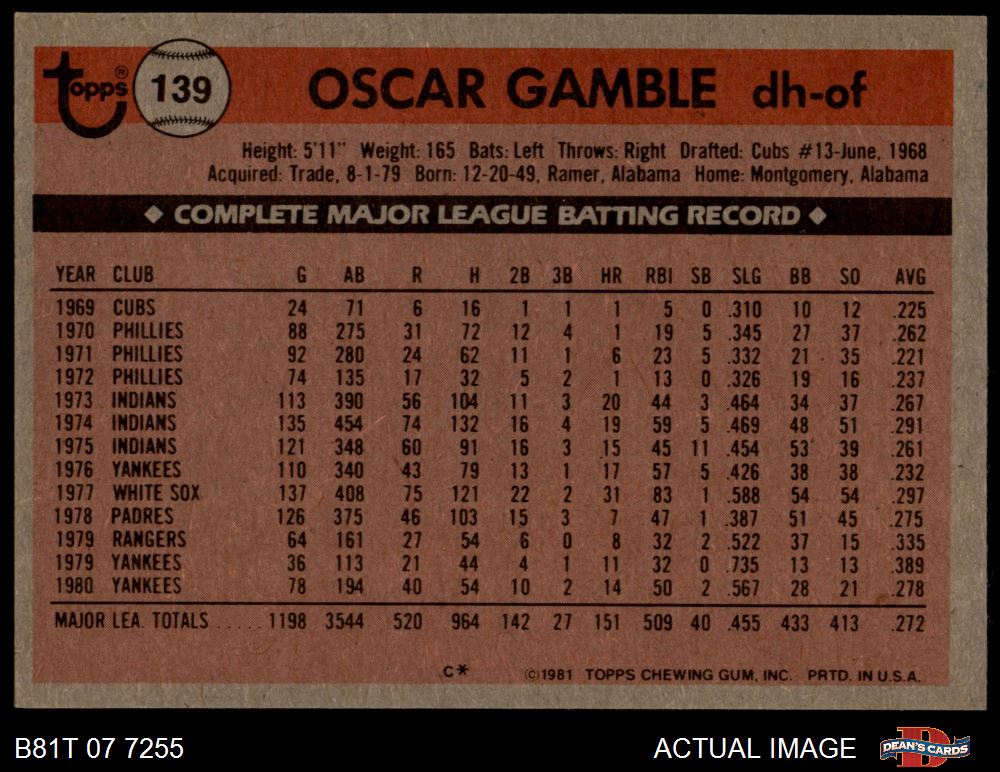 Topps® 139 OSCAR GAMBLE dh-of
Height: 5'11" Weight: 165 Bats: Left Throws: Right Drafted: Cubs #13-June, 1968
Acquired: Trade, 8-1-79 Born: 12-20-49, Ramer, Alabama Home: Montgomery, Alabama
◆ COMPLETE MAJOR LEAGUE BATTING RECORD ◆
YEAR CLUB G AB R H 2B 3B HR RBI SB SLG BB SO AVG
1969 CUBS 24 71 6 16 1 1 1 5 0 .310 10 12 .225
1970 PHILLIES 88 275 31 72 12 4 1 19 5 .345 27 37 .262
1971 PHILLIES 92 280 24 62 11 1 6 23 5 .332 21 35 .221
1972 PHILLIES 74 135 17 32 5 2 1 13 0 .326 19 16 .237
1973 INDIANS 113 390 56 104 11 3 20 44 3 .464 34 37 .267
1974 INDIANS 135 454 74 132 16 4 19 59 5 .469 48 51 .291
1975 INDIANS 121 348 60 91 16 3 15 45 11 .454 53 39 .261
1976 YANKEES 110 340 43 79 13 1 17 57 5 .426 38 38 .232
1977 WHITE SOX 137 408 75 121 22 2 31 83 1 .588 54 54 .297
1978 PADRES 126 375 46 103 15 3 7 47 1 .387 51 45 .275
1979 RANGERS 64 161 27 54 6 0 8 32 2 .522 37 15 .335
1979 YANKEES 36 113 21 44 4 1 11 32 0 .735 13 13 .389
1980 YANKEES 78 194 40 54 10 2 14 50 2 .567 28 21 .278
MAJOR LEA. TOTALS ..... 1198 3544 520 964 142 27 151 509 40 .455 433 413 .272
C* ©1981 TOPPS CHEWING GUM, INC. PRTD. IN U.S.A.
B81T 07 7255 ACTUAL IMAGE D DEAN'S CARDS